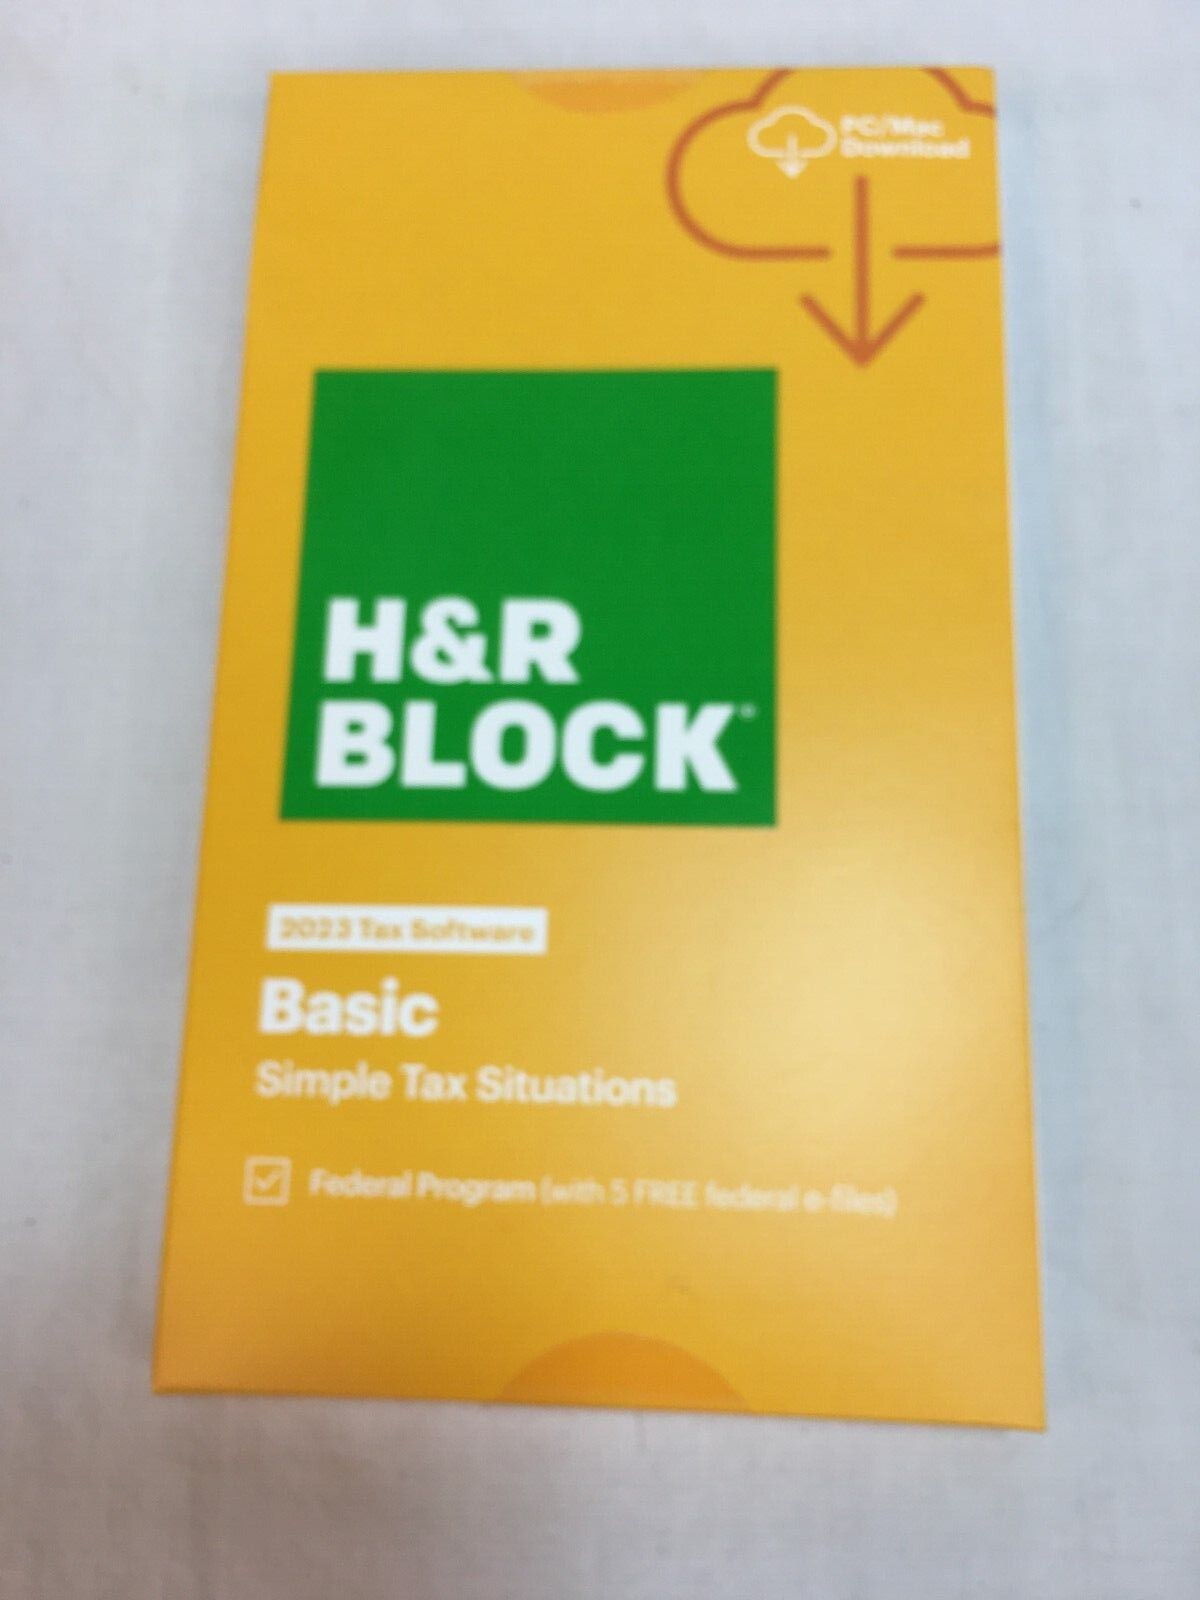 PC/Mac
Download
H&R
BLOCK®
2023 Tax Software
Basic
Simple Tax Situations
Federal Program (with 5 FREE federal e-files)